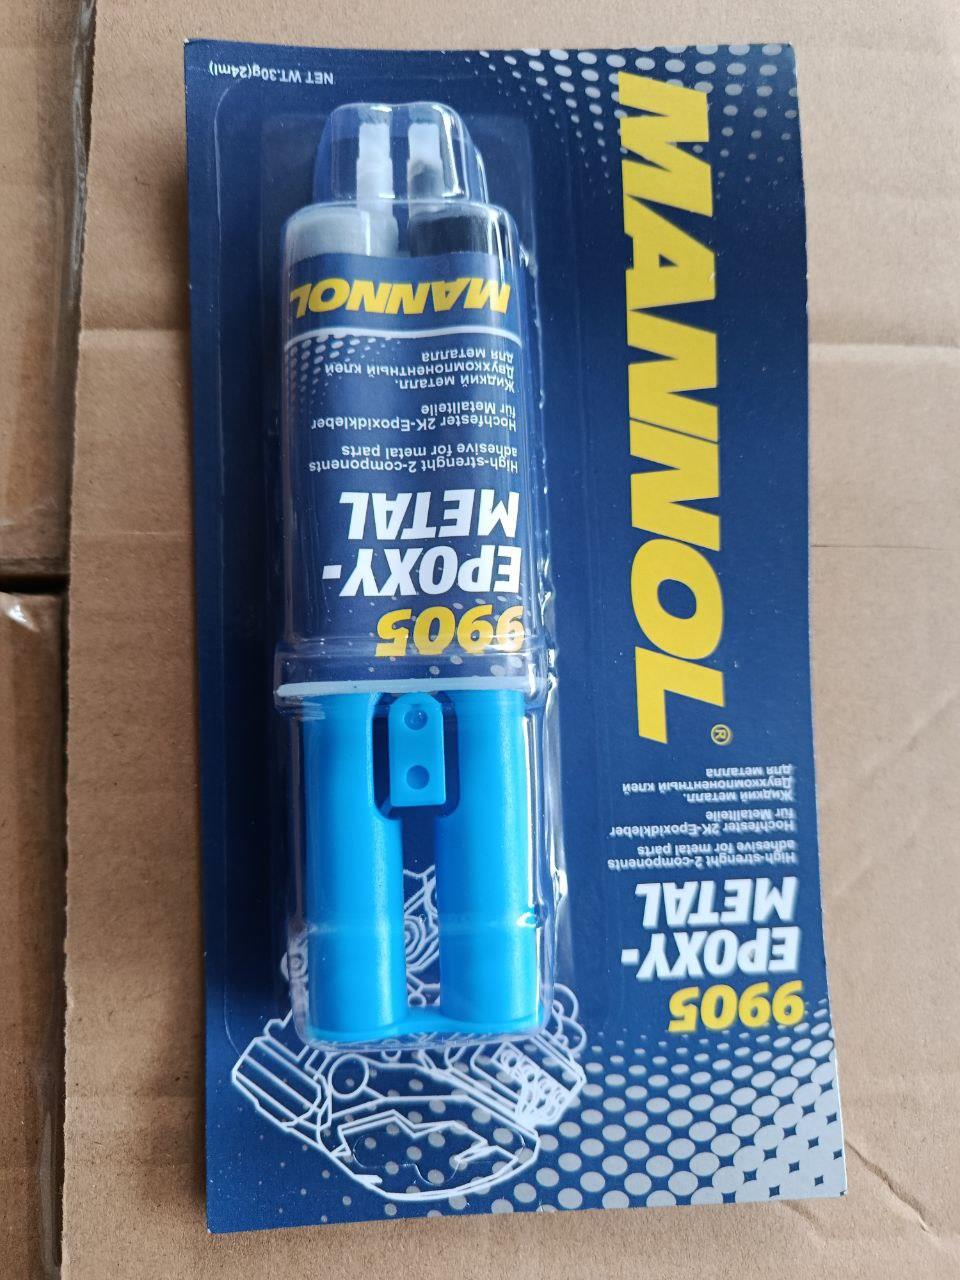 MANNOL®
9905
EPOXY-
METAL
High-strenght 2-components
adhesive for metal parts
Hochfester 2K-Epoxidkleber
für Metallteile
Жидкий металл.
Двухкомпонентный клей
для металла
9905
EPOXY-
METAL
High-strenght 2-components
adhesive for metal parts
Hochfester 2K-Epoxidkleber
für Metallteile
Жидкий металл.
Двухкомпонентный клей
для металла
MANNOL
NET WT.30g(24ml)